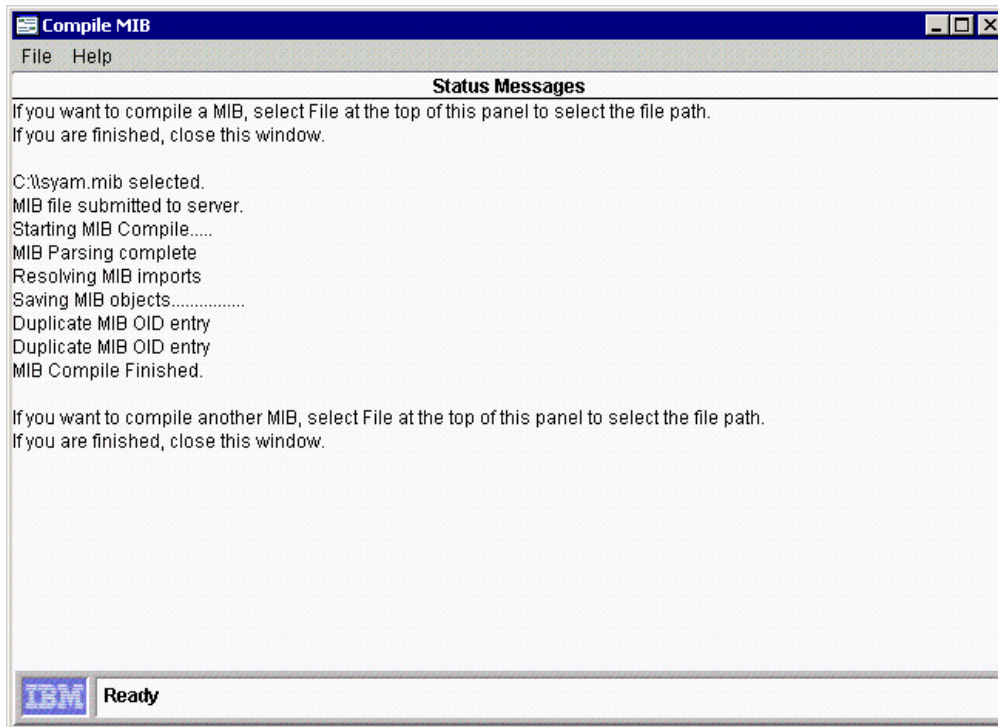 Compile MIB
File Help
Status Messages
If you want to compile a MIB, select File at the top of this panel to select the file path.
If you are finished, close this window.
C:\\syam.mib selected.
MIB file submitted to server.
Starting MIB Compile.....
MIB Parsing complete
Resolving MIB imports
Saving MIB objects................
Duplicate MIB OID entry
Duplicate MIB OID entry
MIB Compile Finished.
If you want to compile another MIB, select File at the top of this panel to select the file path.
If you are finished, close this window.
IBM Ready